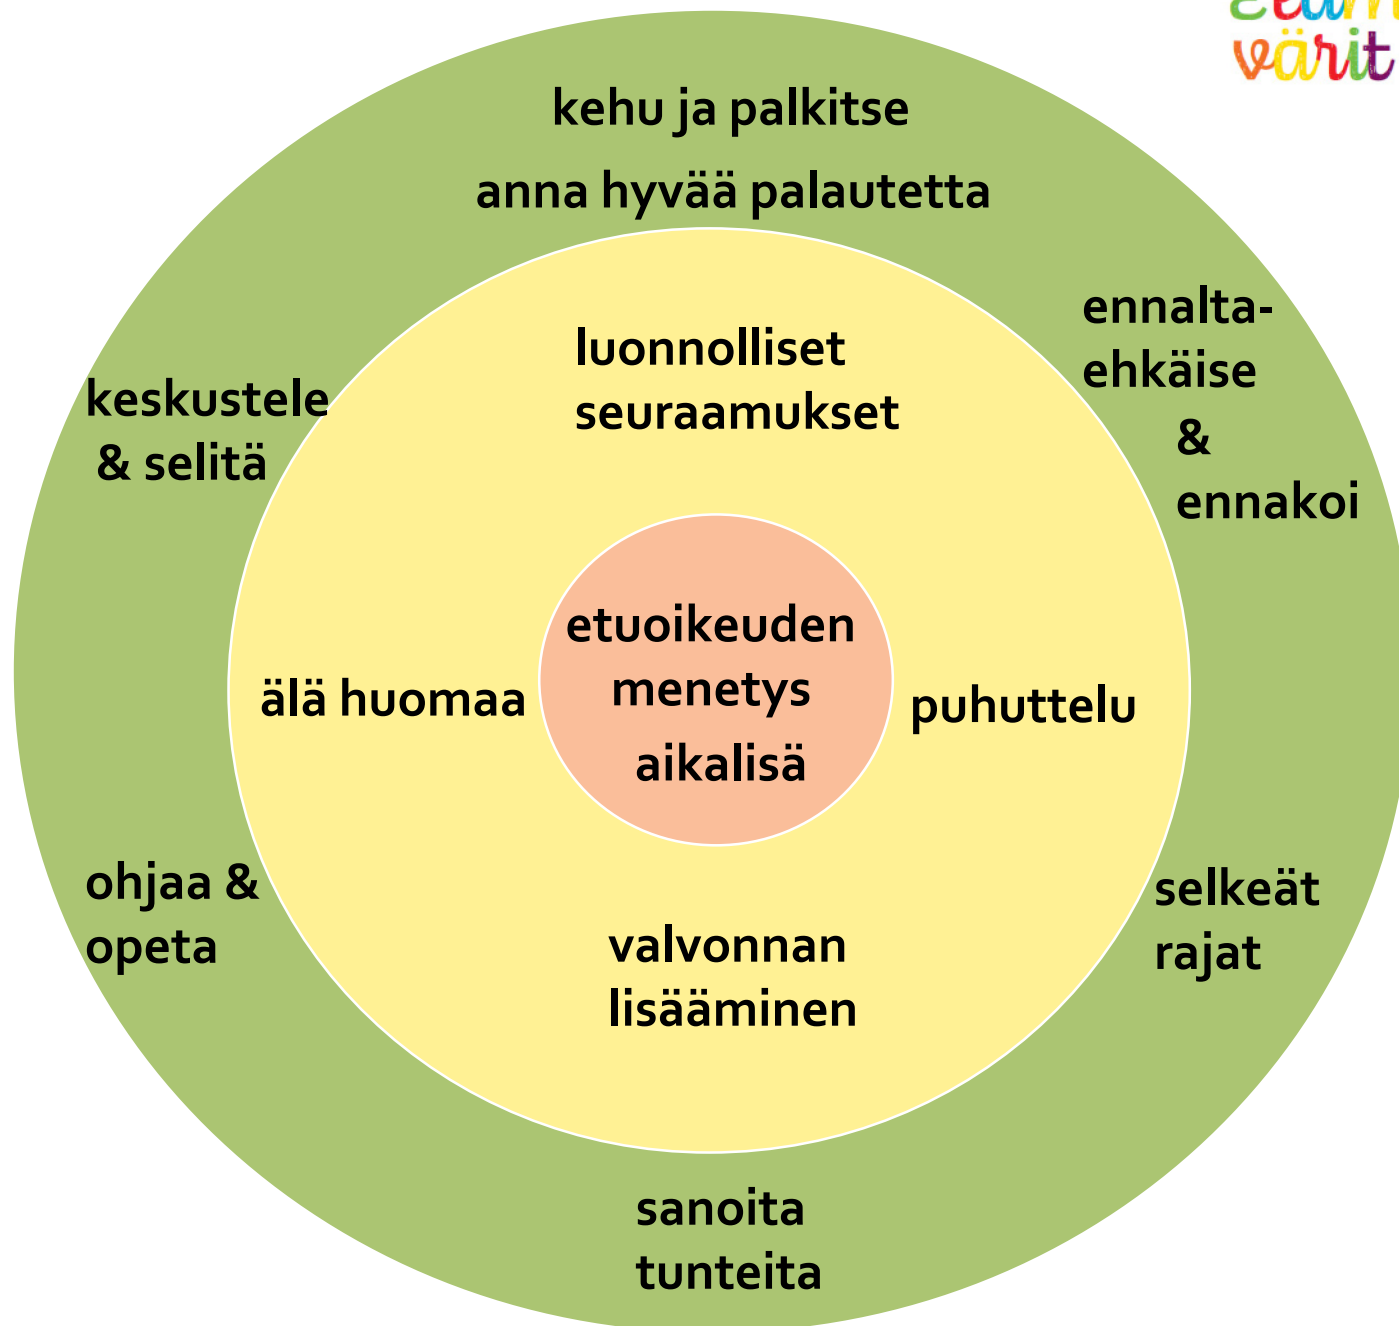 värit
kehu ja palkitse
anna hyvää palautetta
ennalta-
ehkäise
&
ennakoi
luonnolliset
seuraamukset
keskustele
& selitä
etuoikeuden
menetys
aikalisä
älä huomaa
puhuttelu
ohjaa &
opeta
selkeät
rajat
valvonnan
lisääminen
sanoita
tunteita